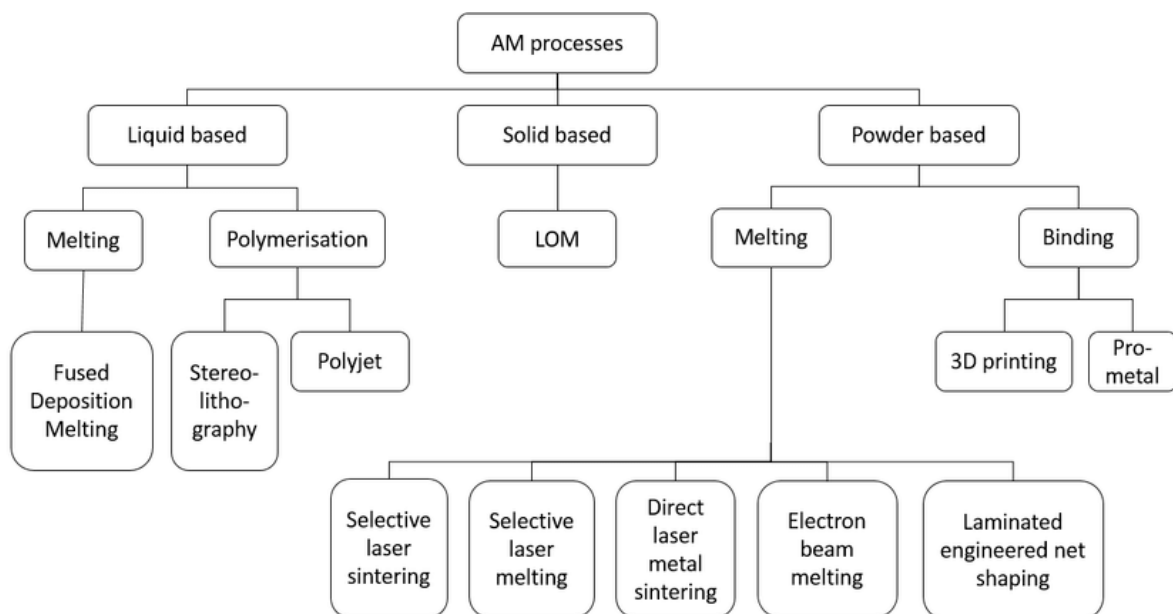 AM processes
Liquid based
Solid based
Powder based
Melting
Polymerisation
LOM
Melting
Binding
Fused
Deposition
Melting
Stereo-
litho-
graphy
Polyjet
3D printing
Pro-
metal
Selective
laser
sintering
Selective
laser
melting
Direct
laser
metal
sintering
Electron
beam
melting
Laminated
engineered net
shaping